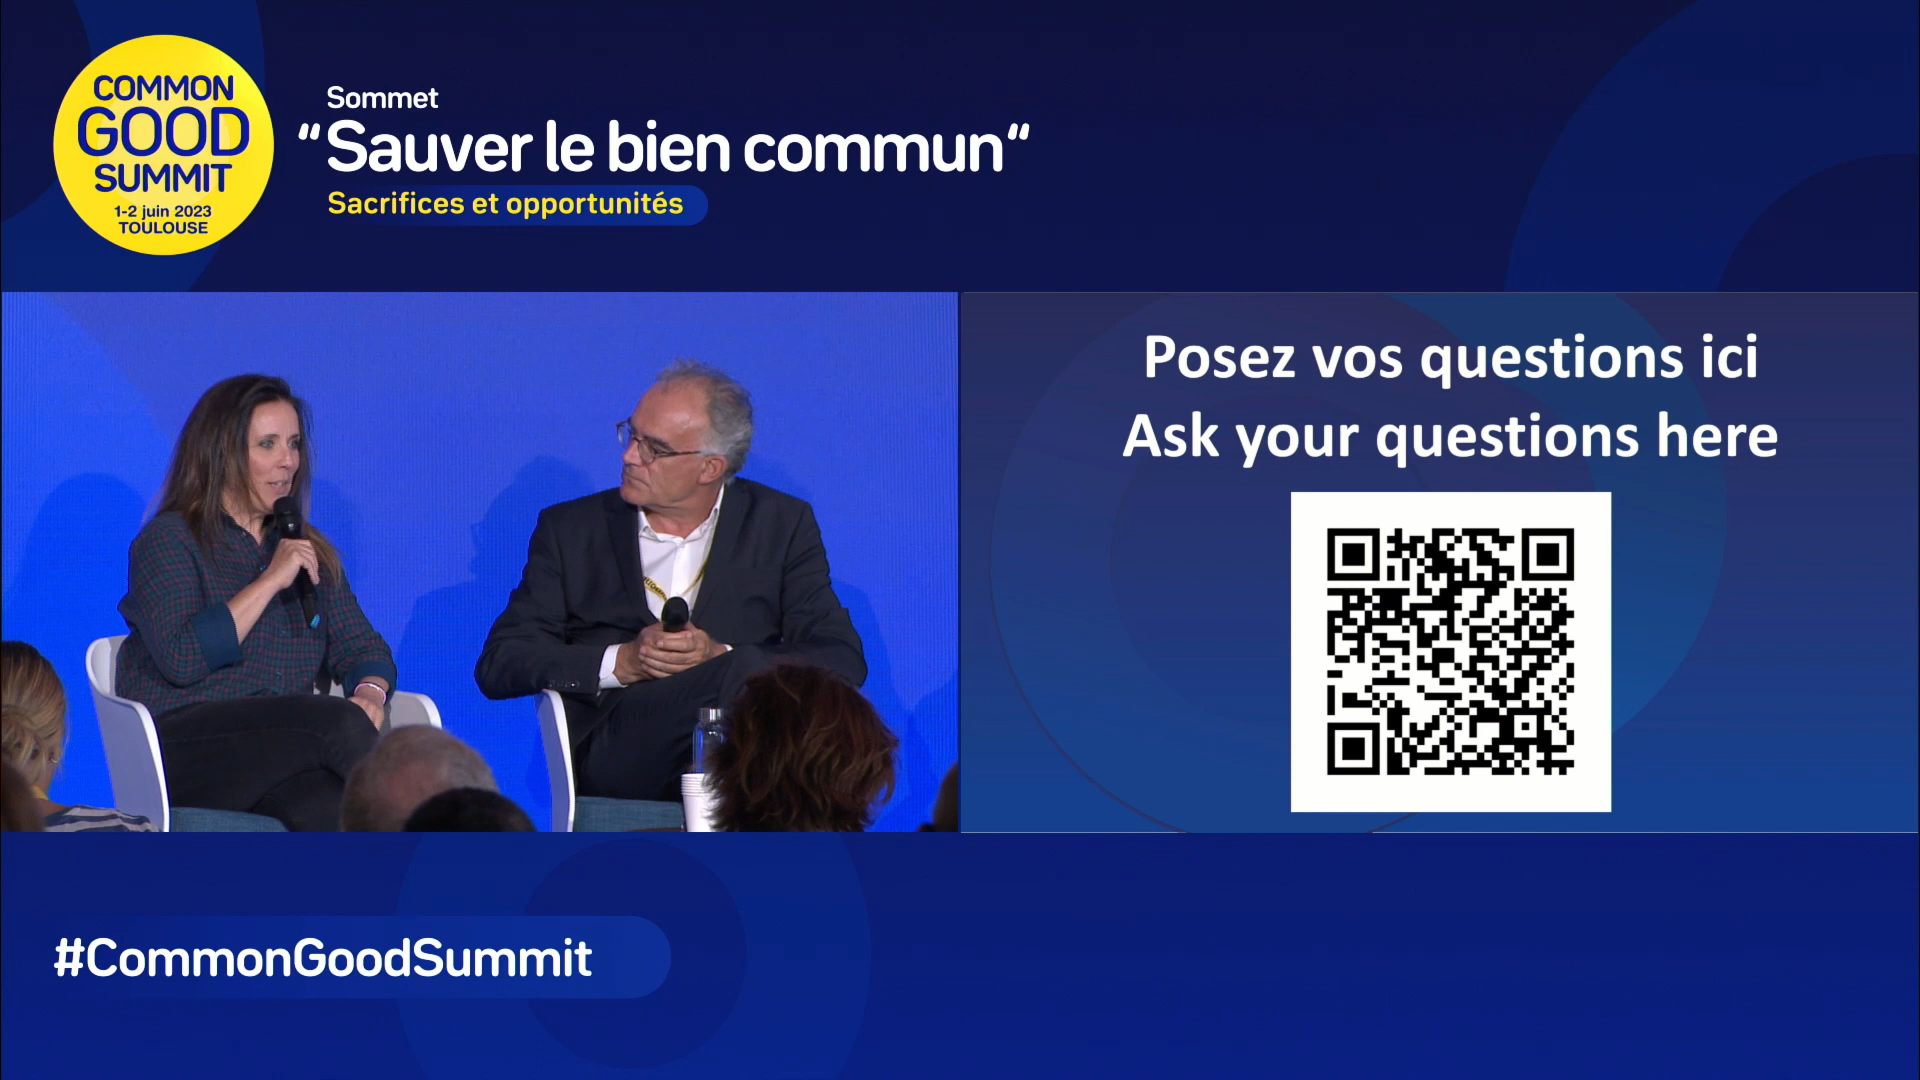 COMMON
GOOD
SUMMIT
1-2 juin 2023
TOULOUSE
Sommet
“Sauver le bien commun“
Sacrifices et opportunités
Posez vos questions ici
Ask your questions here
#CommonGoodSummit